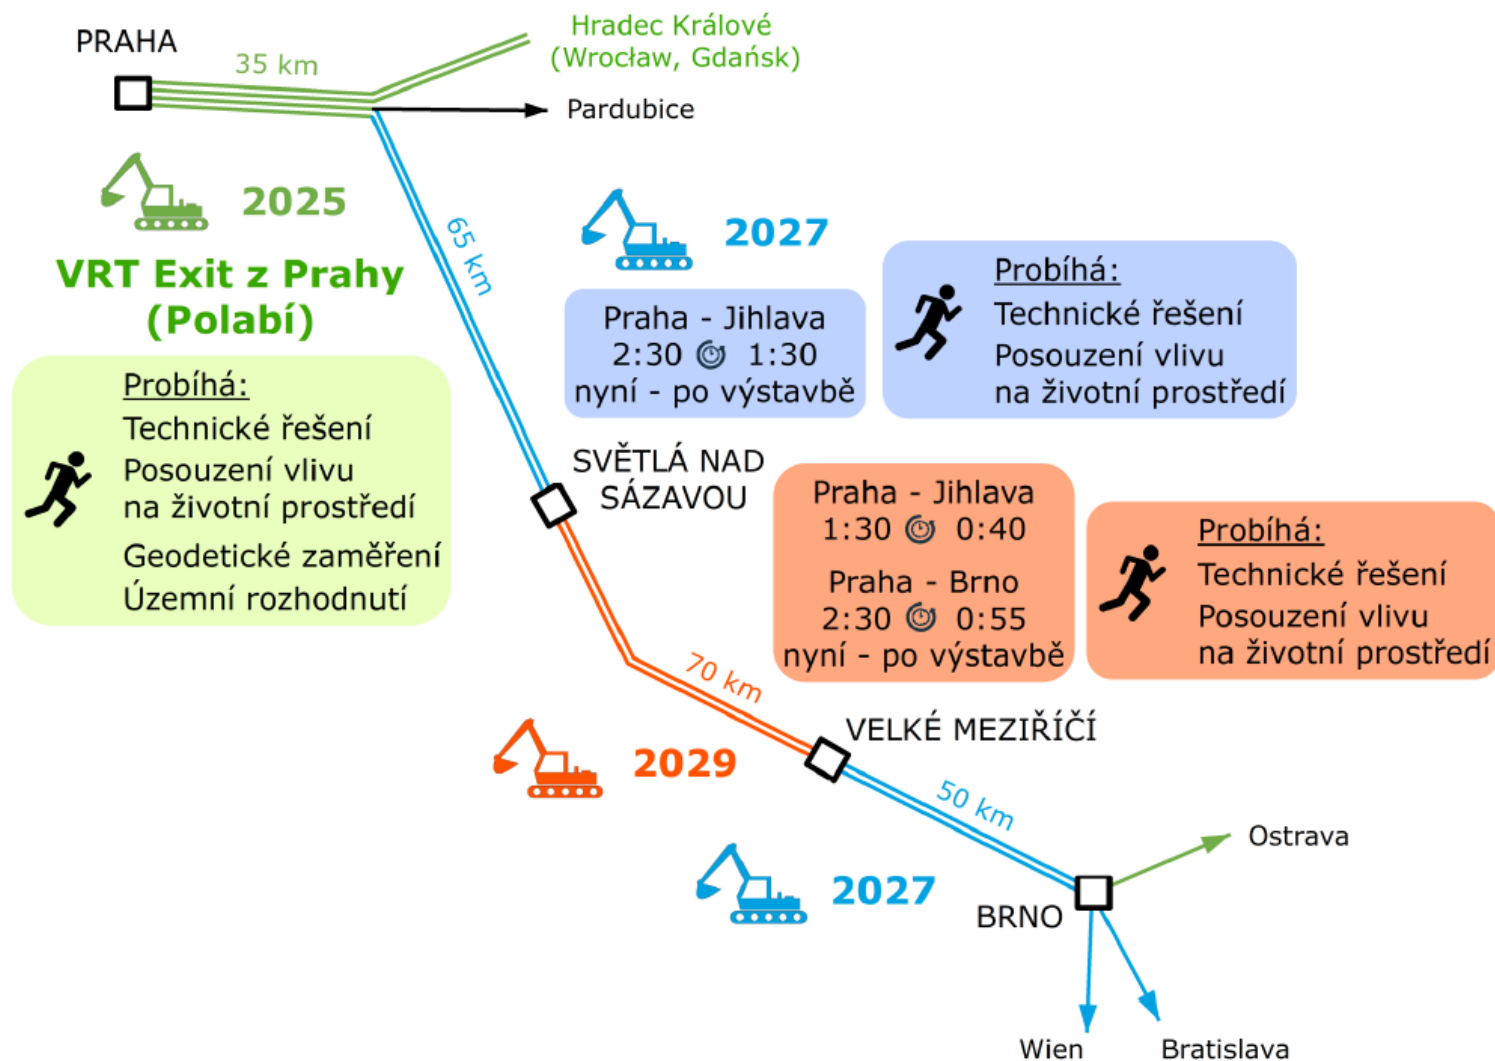 PRAHA
35 km
Hradec Králové
(Wrocław, Gdańsk)
Pardubice
2025
VRT Exit z Prahy
(Polabí)
Probíhá:
Technické řešení
Posouzení vlivu
na životní prostředí
Geodetické zaměření
Územní rozhodnutí
65 km
2027
Praha - Jihlava
2:30 1:30
nyní - po výstavbě
Probíhá:
Technické řešení
Posouzení vlivu
na životní prostředí
SVĚTLÁ NAD
SÁZAVOU
Praha - Jihlava
1:30 0:40
Praha - Brno
2:30 0:55
nyní - po výstavbě
Probíhá:
Technické řešení
Posouzení vlivu
na životní prostředí
70 km
2029
VELKÉ MEZIŘÍČÍ
50 km
2027
BRNO
Ostrava
Wien
Bratislava